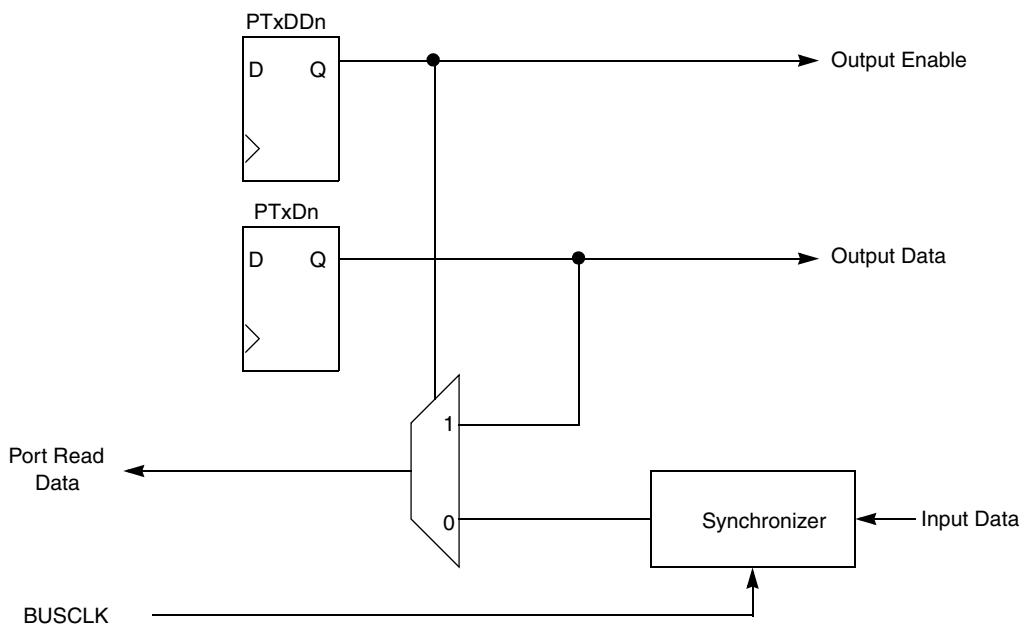 PTxDDn
D Q
Output Enable
PTxDn
D Q
Output Data
1
Port Read
Data
0
Synchronizer
Input Data
BUSCLK